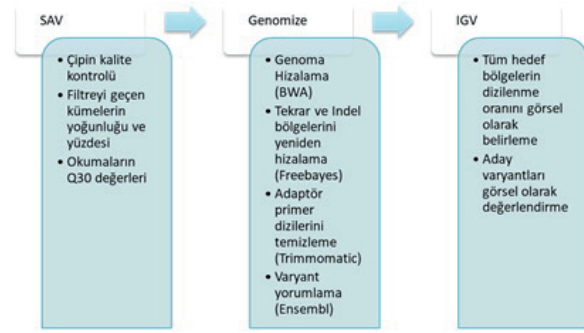 SAV
• Çipin kalite
kontrolü
• Filtreyi geçen
kümelerin
yoğunluğu ve
yüzdesi
• Okumaların
Q30 değerleri
Genomize
• Genoma
Hizalama
(BWA)
• Tekrar ve Indel
bölgelerini
yeniden
hizalama
(Freebayes)
• Adaptör
primer
dizilerini
temizleme
(Trimmomatic)
• Varyant
yorumlama
(Ensembl)
IGV
• Tüm hedef
bölgelerin
dizilenme
oranını görsel
olarak
belirleme
• Aday
varyantları
görsel olarak
değerlendirme